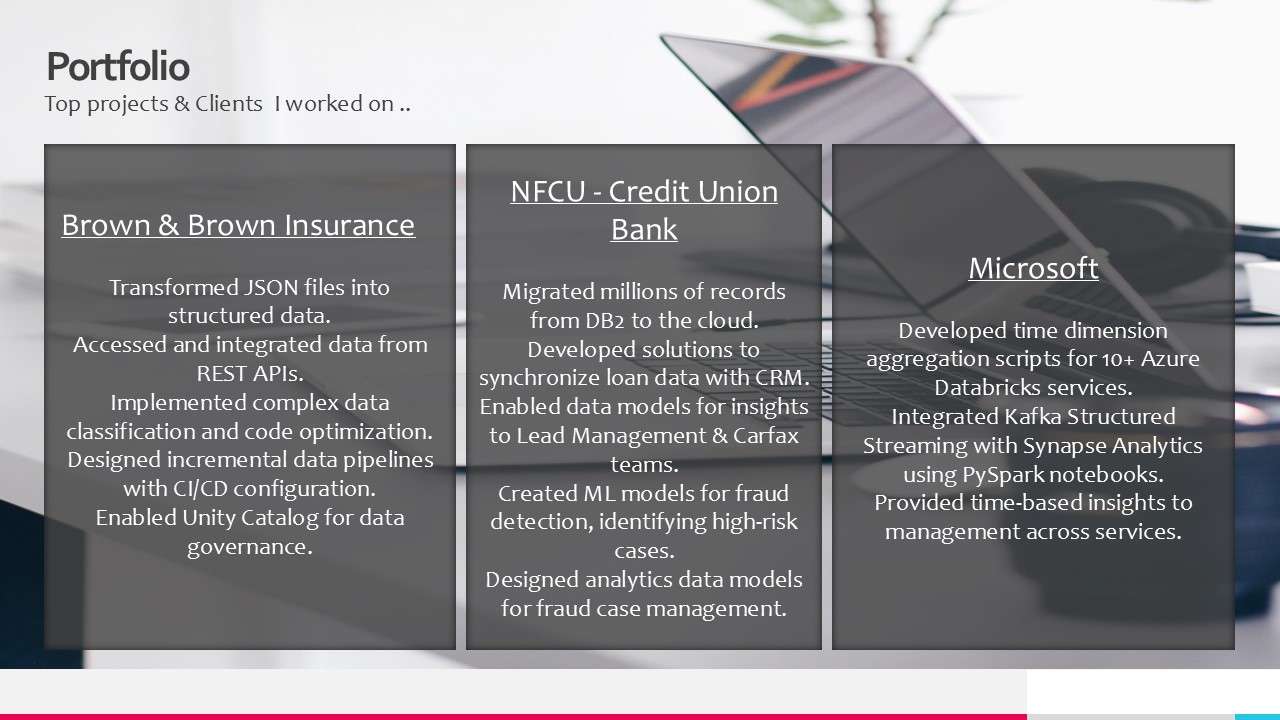 Portfolio
Top projects & Clients  I worked on ..
Brown & Brown Insurance
Transformed JSON files into
structured data.
Accessed and integrated data from
REST APIs.
Implemented complex data
classification and code optimization.
Designed incremental data pipelines
with CI/CD configuration.
Enabled Unity Catalog for data
governance.
NFCU - Credit Union
Bank
Migrated millions of records
from DB2 to the cloud.
Developed solutions to
synchronize loan data with CRM.
Enabled data models for insights
to Lead Management & Carfax
teams.
Created ML models for fraud
detection, identifying high-risk
cases.
Designed analytics data models
for fraud case management.
Microsoft
Developed time dimension
aggregation scripts for 10+ Azure
Databricks services.
Integrated Kafka Structured
Streaming with Synapse Analytics
using PySpark notebooks.
Provided time-based insights to
management across services.